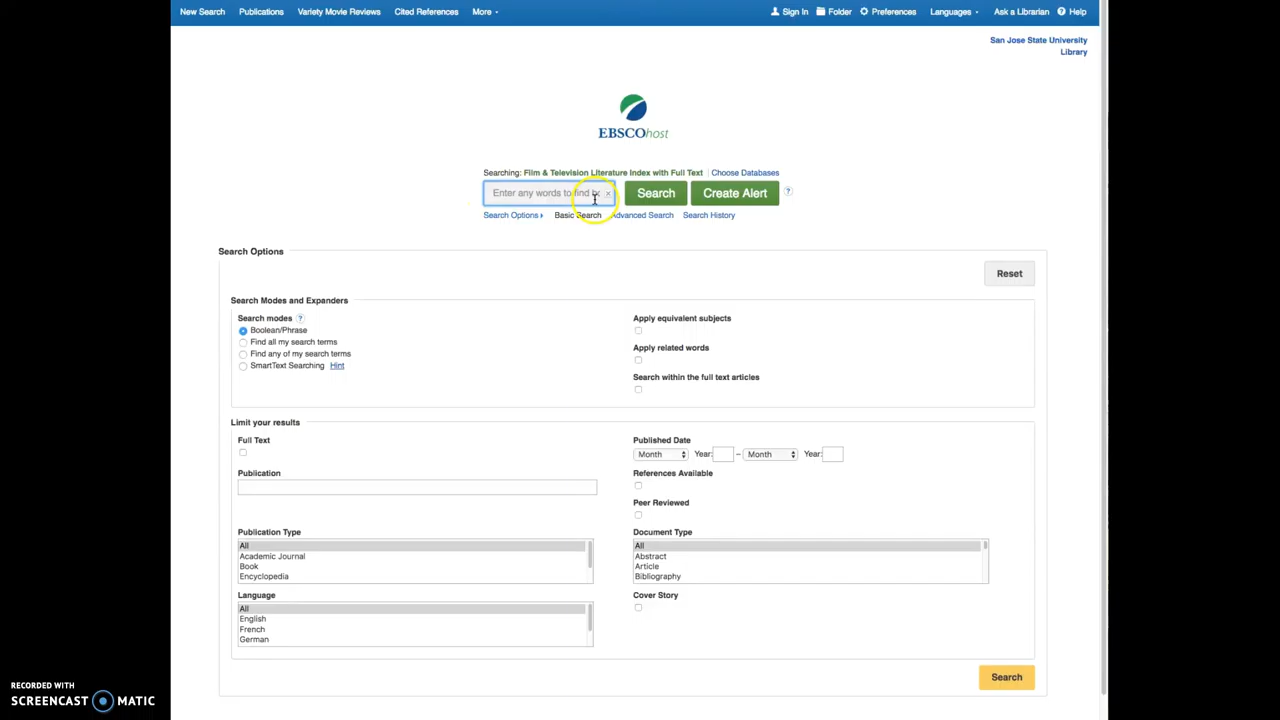 New Search Publications Variety Movie Reviews Cited References More Sign In Folder Preferences Languages Ask a Librarian ? Help
San Jose State University
Library
EBSCOhost
Searching: Film & Television Literature Index with Full Text | Choose Databases
Enter any words to find × Search Create Alert ?
Search Options Basic Search Advanced Search Search History
Search Options
Reset
Search Modes and Expanders
Search modes ? Apply equivalent subjects
Boolean/Phrase
Find all my search terms Apply related words
Find any of my search terms
SmartText Searching Hint Search within the full text articles
Limit your results
Full Text Published Date
Month Year: – Month Year:
Publication References Available
Peer Reviewed
Publication Type Document Type
All All
Academic Journal Abstract
Book Article
Encyclopedia Bibliography
Language Cover Story
All
English
French
German
Search
RECORDED WITH
SCREENCAST MATIC